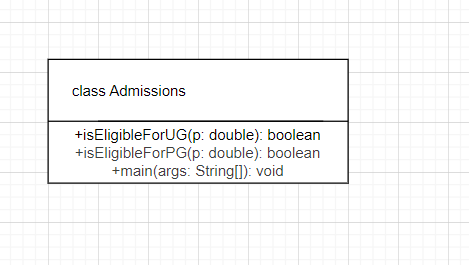 class Admissions
+isEligibleForUG(p: double): boolean
+isEligibleForPG(p: double): boolean
+main(args: String[]): void